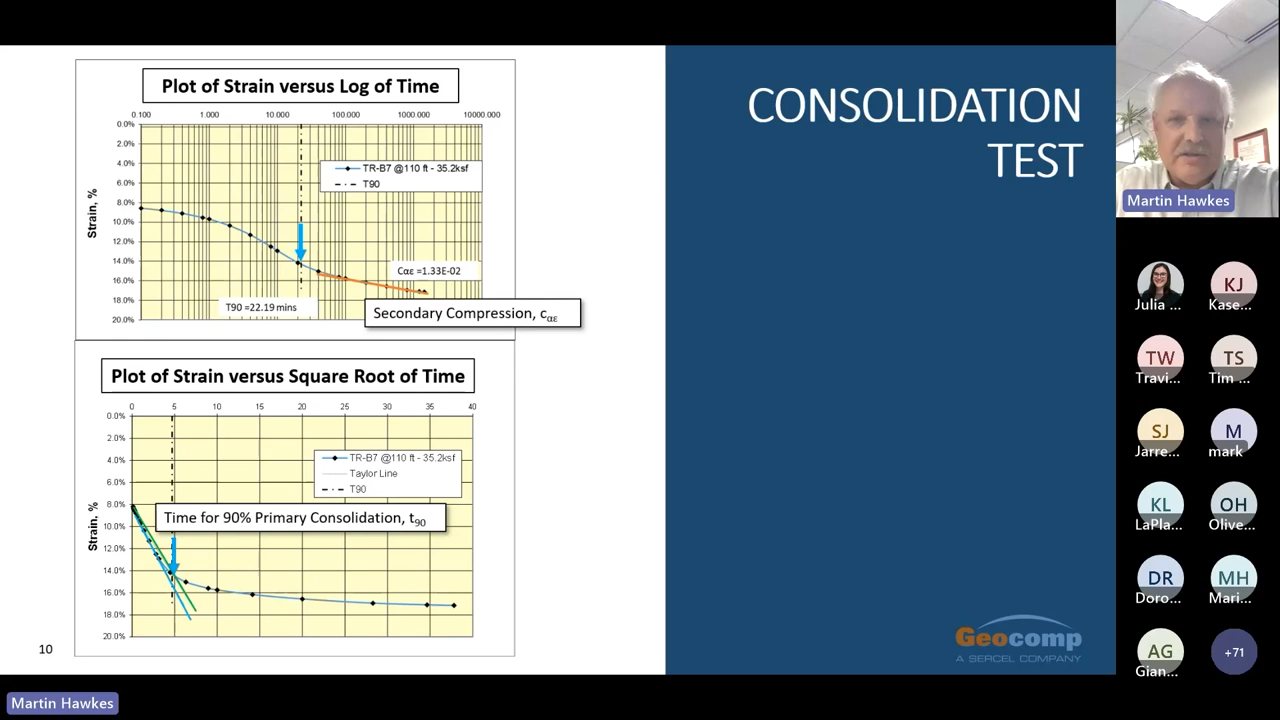 Plot of Strain versus Log of Time
0.100 1.000 10.000 100.000 1000.000 10000.000
0.0%
2.0%
4.0%
6.0%
8.0%
10.0%
12.0%
14.0%
16.0%
18.0%
20.0%
Strain, %
TR-B7 @110 ft - 35.2ksf
T90
Cαε =1.33E-02
T90 =22.19 mins
Secondary Compression, cαε
Plot of Strain versus Square Root of Time
0 5 10 15 20 25 30 35 40
0.0%
2.0%
4.0%
6.0%
8.0%
10.0%
12.0%
14.0%
16.0%
18.0%
20.0%
Strain, %
TR-B7 @110 ft - 35.2ksf
Taylor Line
T90
Time for 90% Primary Consolidation, t90
10
CONSOLIDATION
TEST
Geocomp
A SERCEL COMPANY
Martin Hawkes
Julia ...
KJ
Kase...
TW
Travi...
TS
Tim ...
SJ
Jarre...
M
mark
KL
LaPla...
OH
Olive...
DR
Doro...
MH
Mari...
AG
Gian...
+71
Martin Hawkes